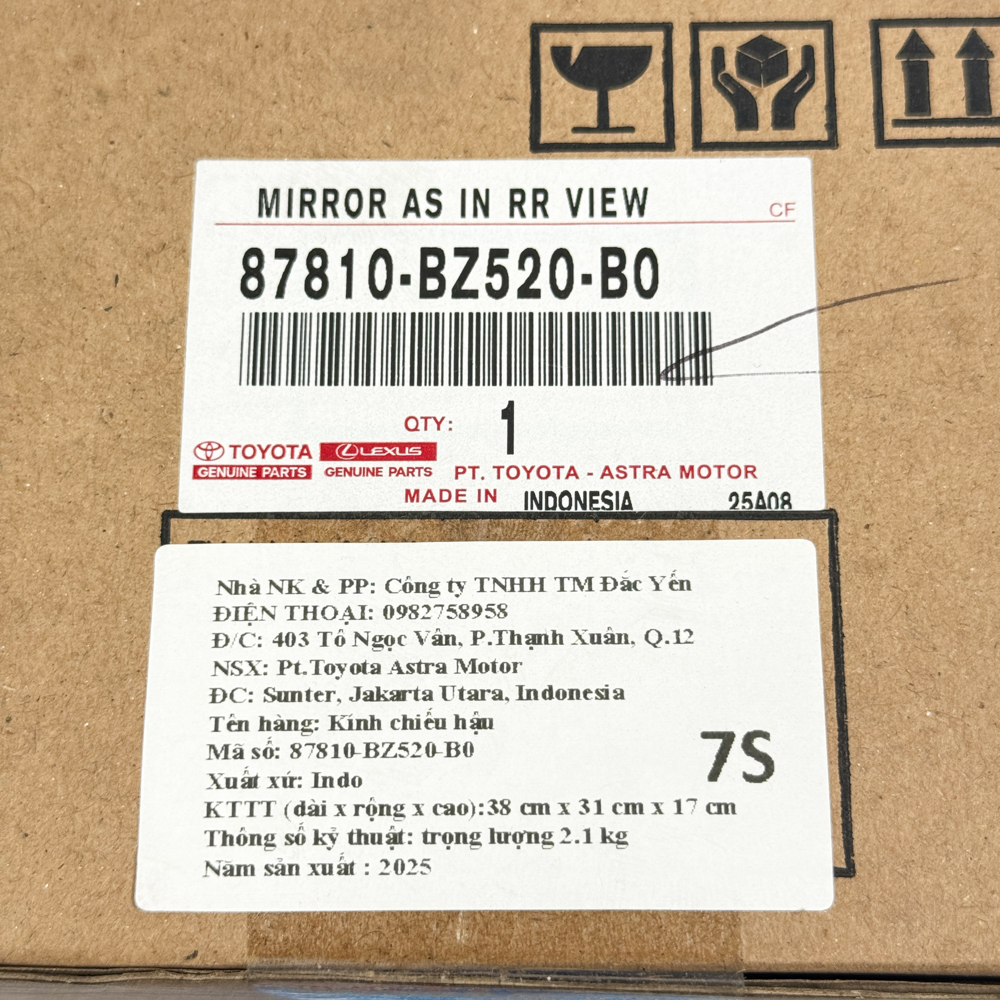 MIRROR AS IN RR VIEW
CF
87810-BZ520-B0
QTY: 1
TOYOTA LEXUS
GENUINE PARTS GENUINE PARTS PT. TOYOTA - ASTRA MOTOR
MADE IN INDONESIA 25A08
Nhà NK & PP: Công ty TNHH TM Đắc Yến
ĐIỆN THOẠI: 0982758958
Đ/C: 403 Tô Ngọc Vân, P.Thạnh Xuân, Q.12
NSX: Pt.Toyota Astra Motor
ĐC: Sunter, Jakarta Utara, Indonesia
Tên hàng: Kính chiếu hậu
Mã số: 87810-BZ520-B0
7S
Xuất xứ: Indo
KTTT (dài x rộng x cao):38 cm x 31 cm x 17 cm
Thông số kỹ thuật: trọng lượng 2.1 kg
Năm sản xuất : 2025